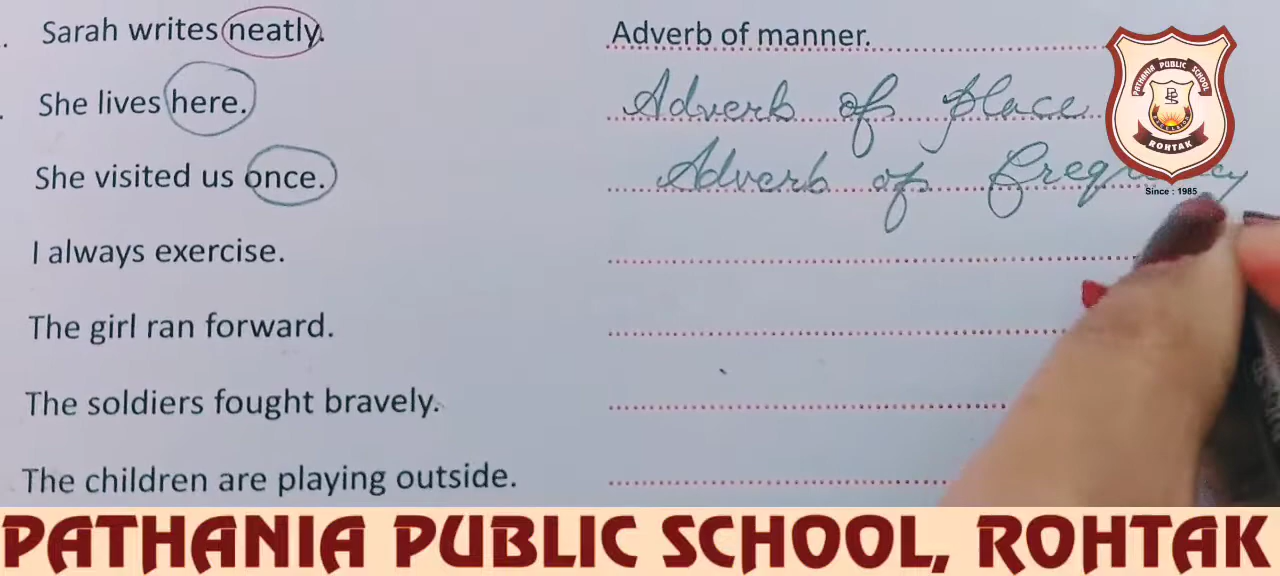 Sarah writes neatly. Adverb of manner.
She lives here. Adverb of place
She visited us once. Adverb of
I always exercise.
The girl ran forward.
The soldiers fought bravely.
The children are playing outside.
PATHANIA PUBLIC SCHOOL
PPS
EXCELSIOR
ROHTAK
Since : 1985
PATHANIA PUBLIC SCHOOL, ROHTAK